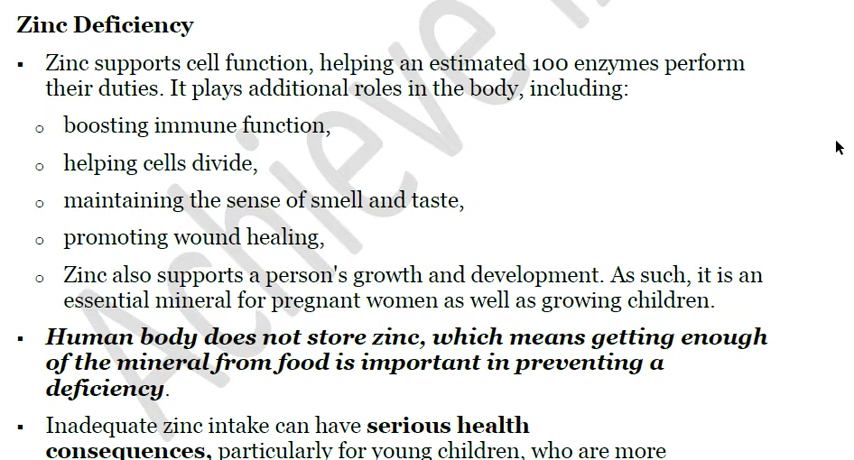 Zinc Deficiency
▪ Zinc supports cell function, helping an estimated 100 enzymes perform
their duties. It plays additional roles in the body, including:
o boosting immune function,
o helping cells divide,
o maintaining the sense of smell and taste,
o promoting wound healing,
o Zinc also supports a person's growth and development. As such, it is an
essential mineral for pregnant women as well as growing children.
▪ Human body does not store zinc, which means getting enough
of the mineral from food is important in preventing a
deficiency.
▪ Inadequate zinc intake can have serious health
consequences, particularly for young children, who are more
Achieve